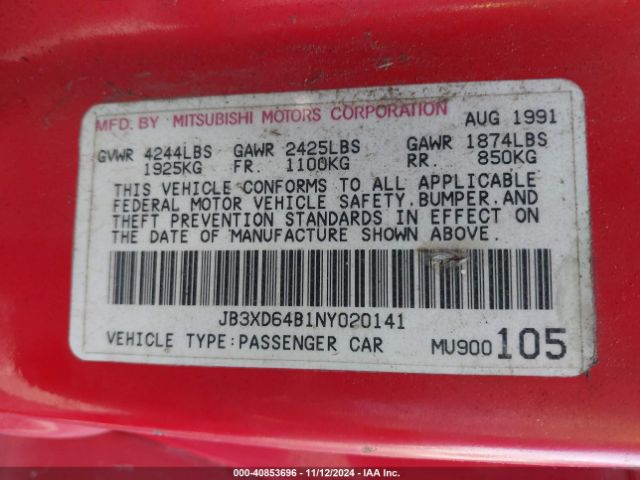 MFD. BY MITSUBISHI MOTORS CORPORATION AUG 1991
GVWR 4244LBS GAWR 2425LBS GAWR 1874LBS
1925KG FR. 1100KG RR. 850KG
THIS VEHICLE CONFORMS TO ALL APPLICABLE
FEDERAL MOTOR VEHICLE SAFETY.BUMPER.AND
THEFT PREVENTION STANDARDS IN EFFECT ON
THE DATE OF MANUFACTURE SHOWN ABOVE.
JB3XD64B1NY020141
VEHICLE TYPE:PASSENGER CAR MU900105
000-40853696 - 11/12/2024 - IAA Inc.